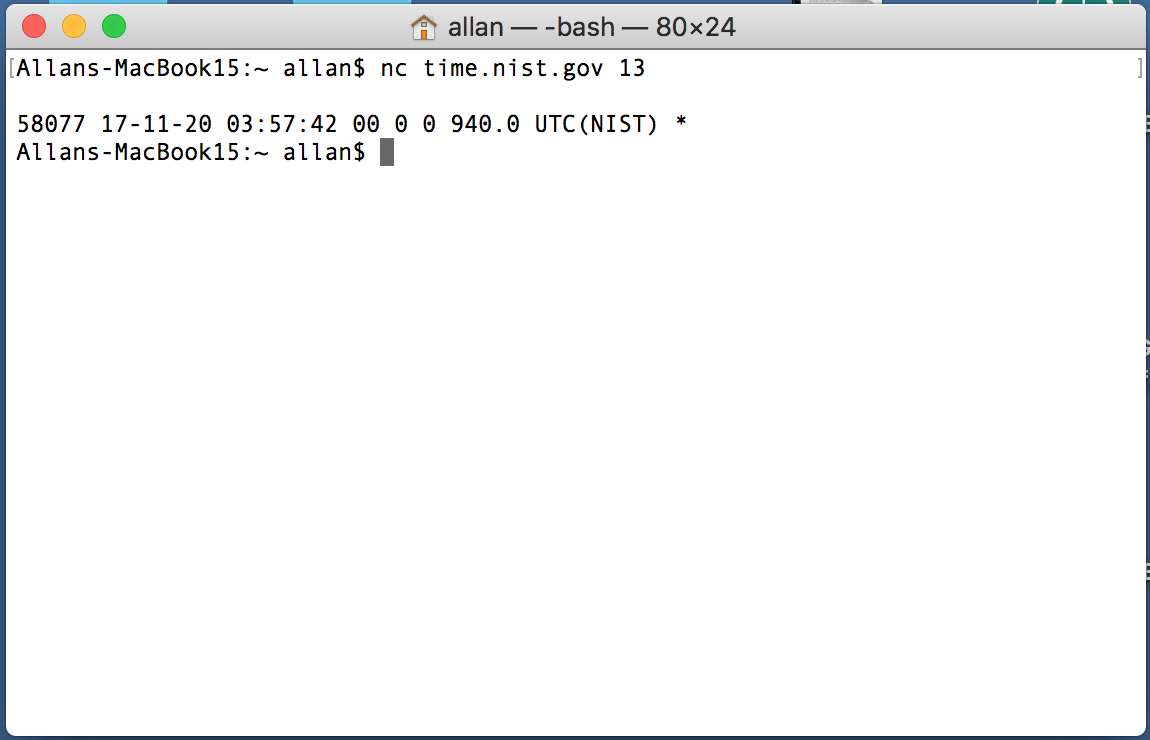 allan — -bash — 80×24
[Allans-MacBook15:~ allan$ nc time.nist.gov 13 ]
58077 17-11-20 03:57:42 00 0 0 940.0 UTC(NIST) *
Allans-MacBook15:~ allan$